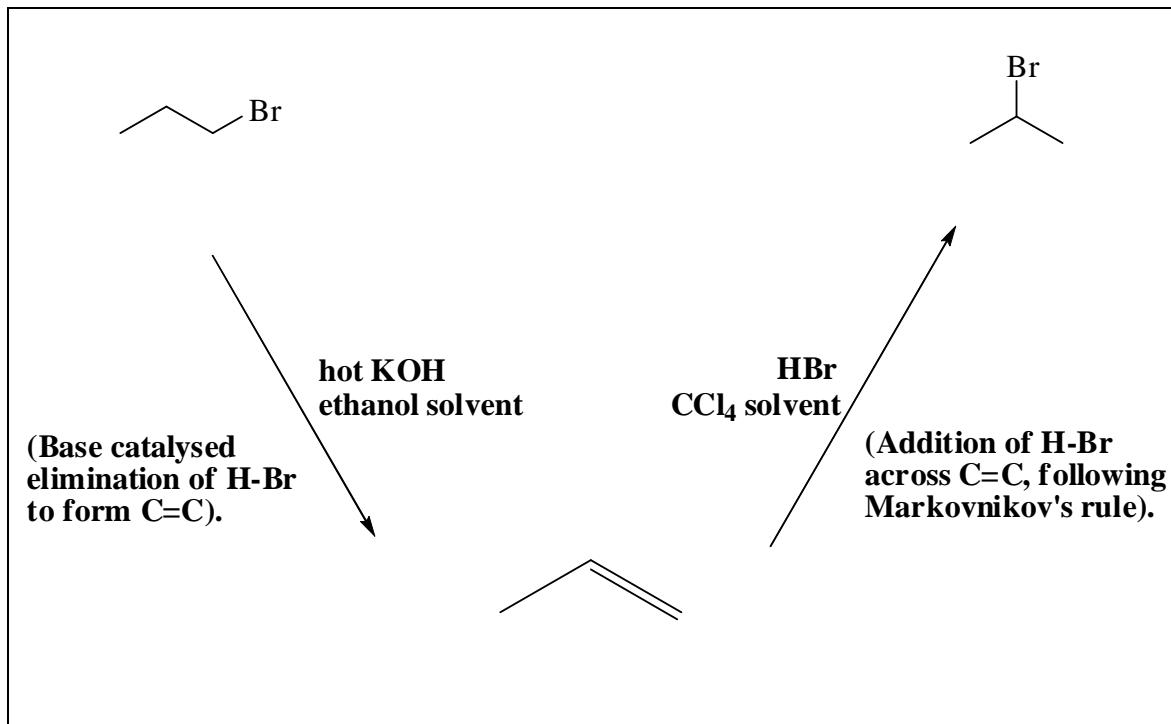 Br
Br
hot KOH
ethanol solvent
(Base catalysed
elimination of H-Br
to form C=C).
HBr
CCl4 solvent
(Addition of H-Br
across C=C, following
Markovnikov's rule).